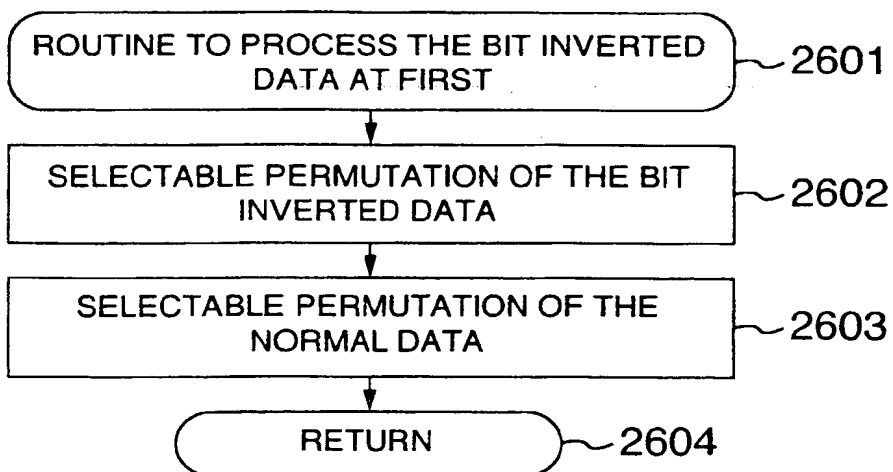 ROUTINE TO PROCESS THE BIT INVERTED
DATA AT FIRST
2601
SELECTABLE PERMUTATION OF THE BIT
INVERTED DATA
2602
SELECTABLE PERMUTATION OF THE
NORMAL DATA
2603
RETURN
2604